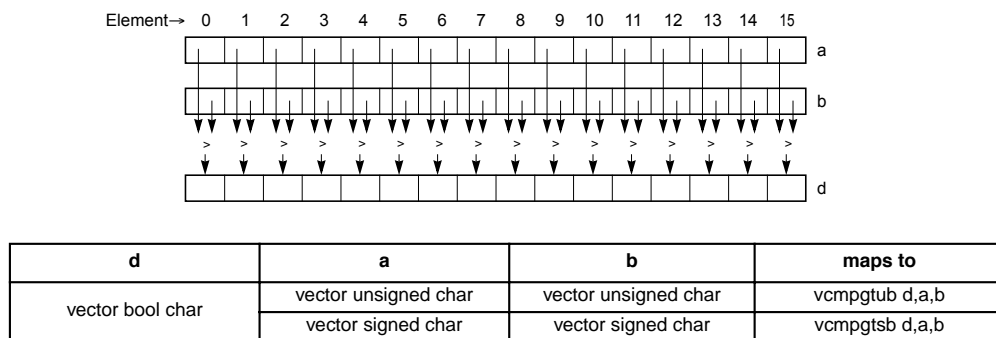 Element→ 0 1 2 3 4 5 6 7 8 9 10 11 12 13 14 15
a
b
> > > > > > > > > > > > > > > >
d
d a b maps to
vector bool char vector unsigned char vector unsigned char vcmpgtub d,a,b
vector signed char vector signed char vcmpgtsb d,a,b